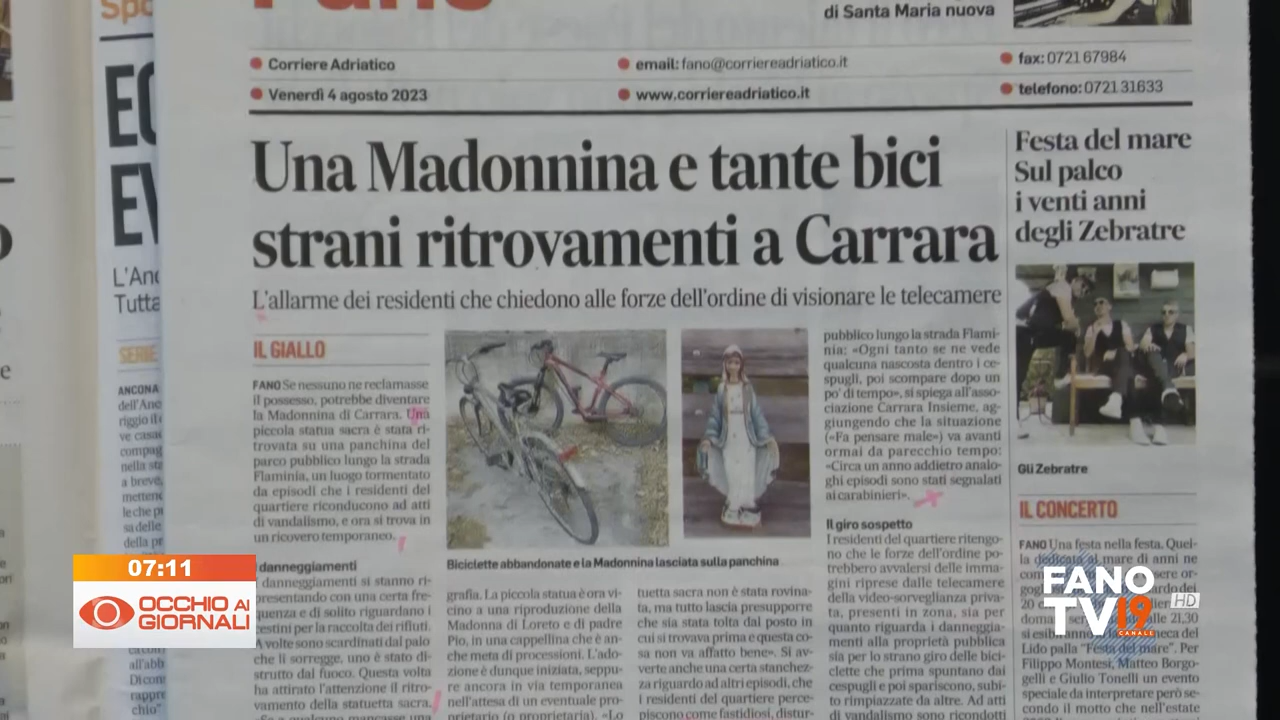 Fano
di Santa Maria nuova
Corriere Adriatico
email: fano@corriereadriatico.it
fax: 0721 67984
Venerdì 4 agosto 2023
www.corriereadriatico.it
telefono: 0721 31633
Una Madonnina e tante bici
strani ritrovamenti a Carrara
L'allarme dei residenti che chiedono alle forze dell'ordine di visionare le telecamere
IL GIALLO
FANO Se nessuno ne reclamasse
il possesso, potrebbe diventare
la Madonnina di Carrara. Una
piccola statua sacra è stata ri-
trovata su una panchina del
parco pubblico lungo la strada
Flaminia, un luogo tormentato
da episodi che i residenti del
quartiere riconducono ad atti
di vandalismo, e ora si trova in
un ricovero temporaneo.
I danneggiamenti
I danneggiamenti si stanno ri-
presentando con una certa fre-
quenza e di solito riguardano i
cestini per la raccolta dei rifiuti.
A volte sono scardinati dal palo
che li sorregge, uno è stato di-
strutto dal fuoco. Questa volta
ha attirato l'attenzione il ritro-
vamento della statuetta sacra.
«Se a qualcuno mancasse una
Biciclette abbandonate e la Madonnina lasciata sulla panchina
grafia. La piccola statua è ora vi-
cino a una riproduzione della
Madonna di Loreto e di padre
Pio, in una cappellina che è an-
che meta di processioni. L'ado-
zione è dunque iniziata, seppu-
re ancora in via temporanea
nell'attesa di un eventuale pro-
prietario (o proprietaria). «Lo
tuetta sacra non è stata rovina-
ta, ma tutto lascia presupporre
che sia stata tolta dal posto in
cui si trovava prima e questa co-
sa non va affatto bene». Si av-
verte anche una certa stanchez-
za riguardo ad altri episodi, che
i residenti del quartiere perce-
piscono come fastidiosi, distur-
pubblico lungo la strada Flami-
nia: «Ogni tanto se ne vede
qualcuna nascosta dentro i ce-
spugli, poi scompare dopo un
po' di tempo», si spiega all'asso-
ciazione Carrara Insieme, ag-
giungendo che la situazione
(«Fa pensare male») va avanti
ormai da parecchio tempo:
«Circa un anno addietro analo-
ghi episodi sono stati segnalati
ai carabinieri».
Il giro sospetto
I residenti del quartiere ritengo-
no che le forze dell'ordine po-
trebbero avvalersi delle imma-
gini riprese dalle telecamere
della video-sorveglianza priva-
ta, presenti in zona, sia per
quanto riguarda i danneggia-
menti alla proprietà pubblica
sia per lo strano giro delle bici-
clette che prima spuntano dai
cespugli e poi spariscono, subi-
to rimpiazzate da altre. Ad atti
di vandalismo sono ricondotti
Festa del mare
Sul palco
i venti anni
degli Zebratre
Gli Zebratre
IL CONCERTO
FANO Una festa nella festa. Quel-
la dedicata al mare di anni ne
20
Lido palla "Festa del mare". Per
Filippo Montesi, Matteo Borgo-
gelli e Giulio Tonelli un evento
speciale da interpretare però se-
condo il motto che nell'estate
L'Anc
Tutta
SERIE
ANCONA
dell'Anc
07:11
OCCHIO AI
GIORNALI
FANO
TV19
CANALE
HD